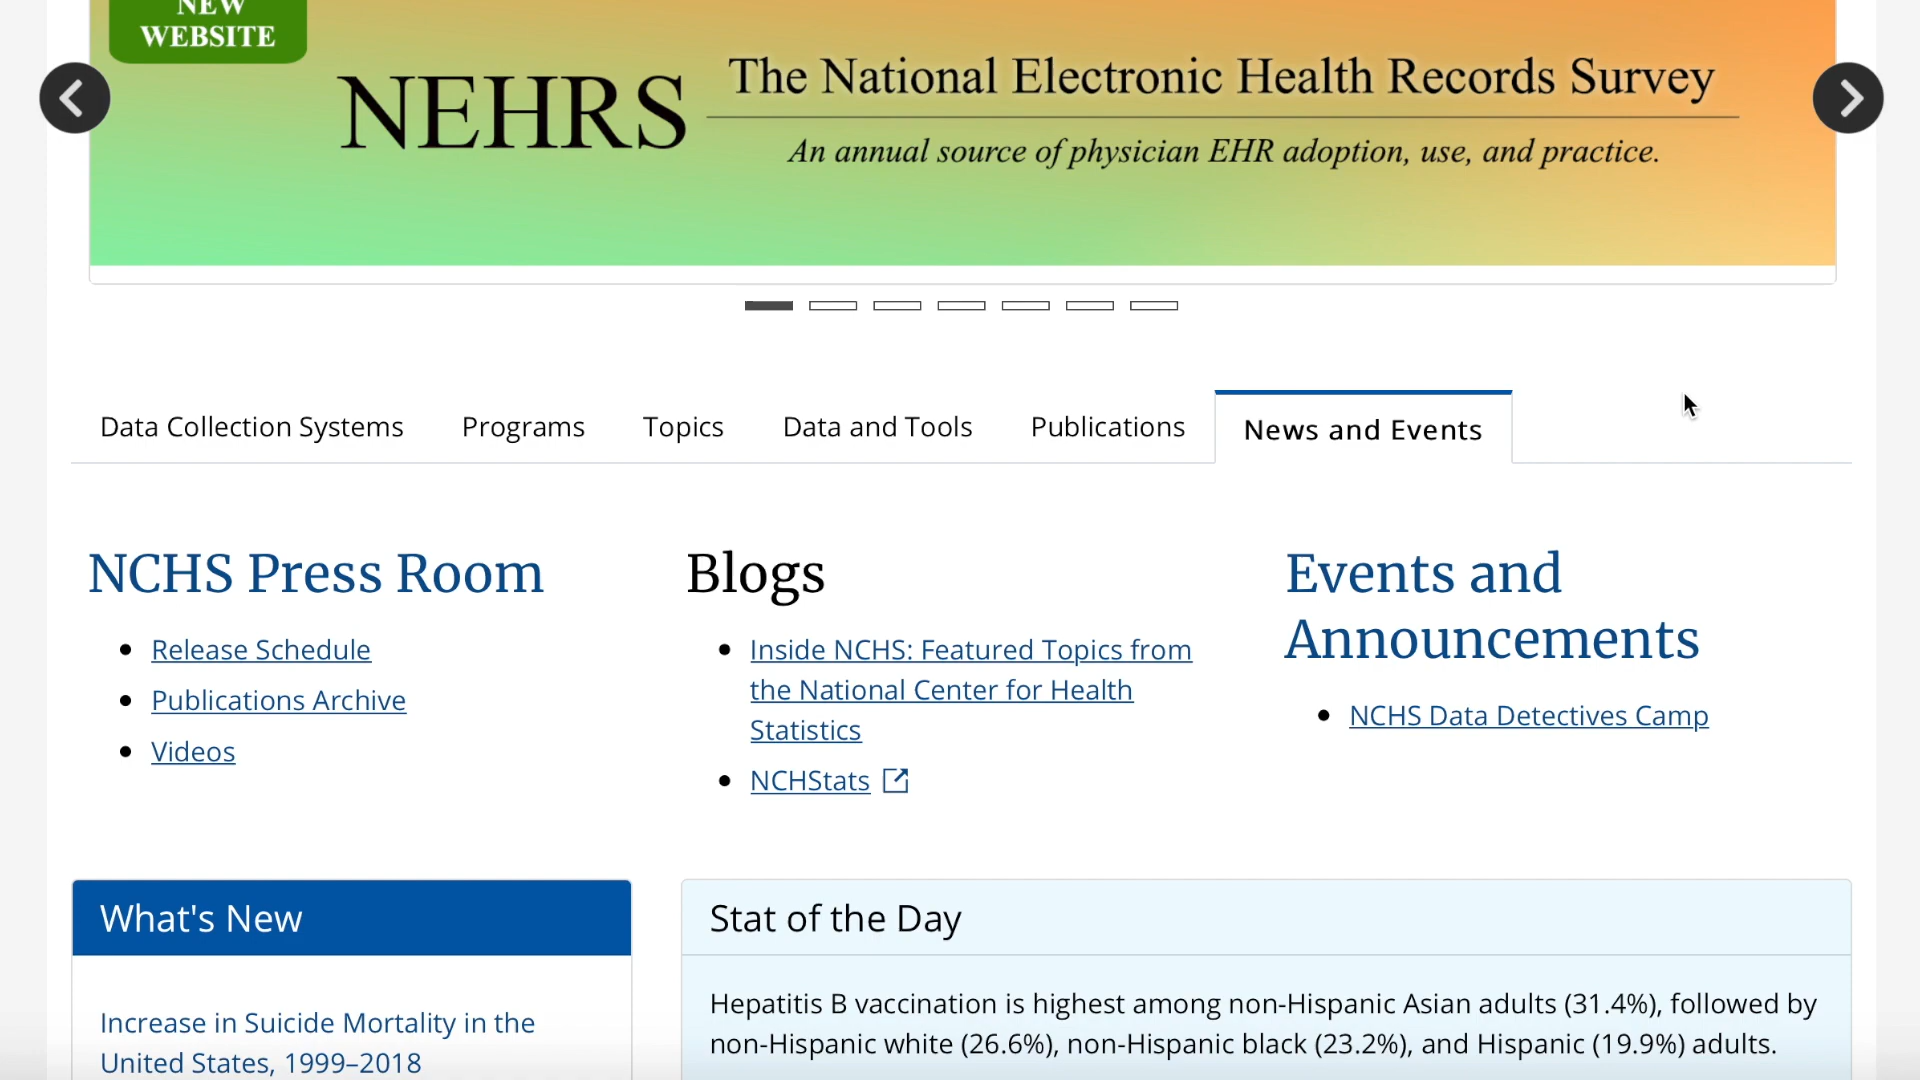 NEW
WEBSITE
NEHRS
The National Electronic Health Records Survey
An annual source of physician EHR adoption, use, and practice.
Data Collection Systems
Programs
Topics
Data and Tools
Publications
News and Events
NCHS Press Room
Release Schedule
Publications Archive
Videos
Blogs
Inside NCHS: Featured Topics from
the National Center for Health
Statistics
NCHStats
Events and
Announcements
NCHS Data Detectives Camp
What's New
Increase in Suicide Mortality in the
United States, 1999–2018
Stat of the Day
Hepatitis B vaccination is highest among non-Hispanic Asian adults (31.4%), followed by
non-Hispanic white (26.6%), non-Hispanic black (23.2%), and Hispanic (19.9%) adults.